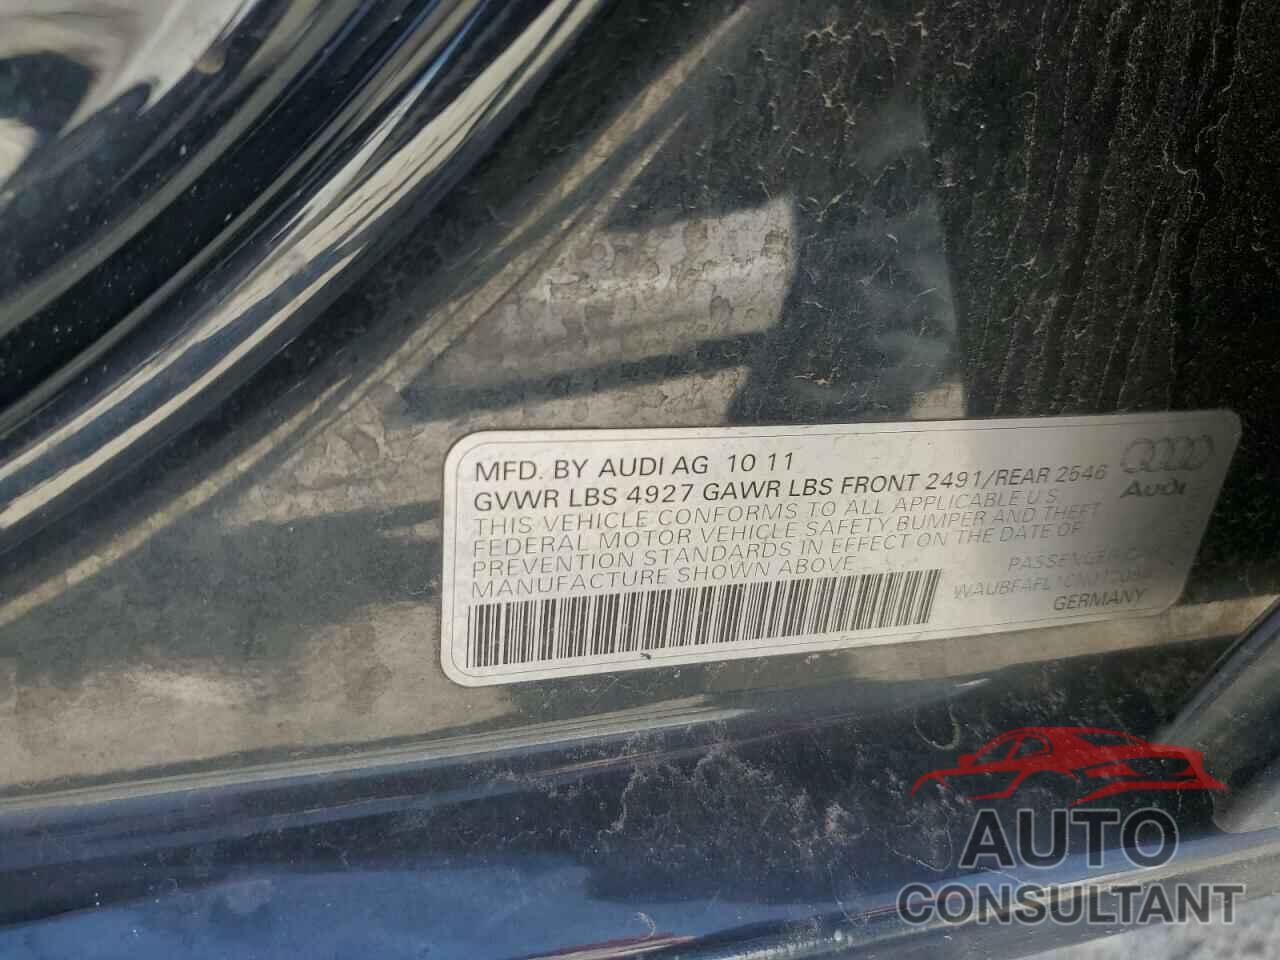 MFD. BY AUDI AG 10 11
GVWR LBS 4927 GAWR LBS FRONT 2491/REAR 2546
THIS VEHICLE CONFORMS TO ALL APPLICABLE U S
FEDERAL MOTOR VEHICLE SAFETY BUMPER AND THEFT
PREVENTION STANDARDS IN EFFECT ON THE DATE OF
MANUFACTURE SHOWN ABOVE
Audi
PASSENGER
GERMANY
AUTO
CONSULTANT